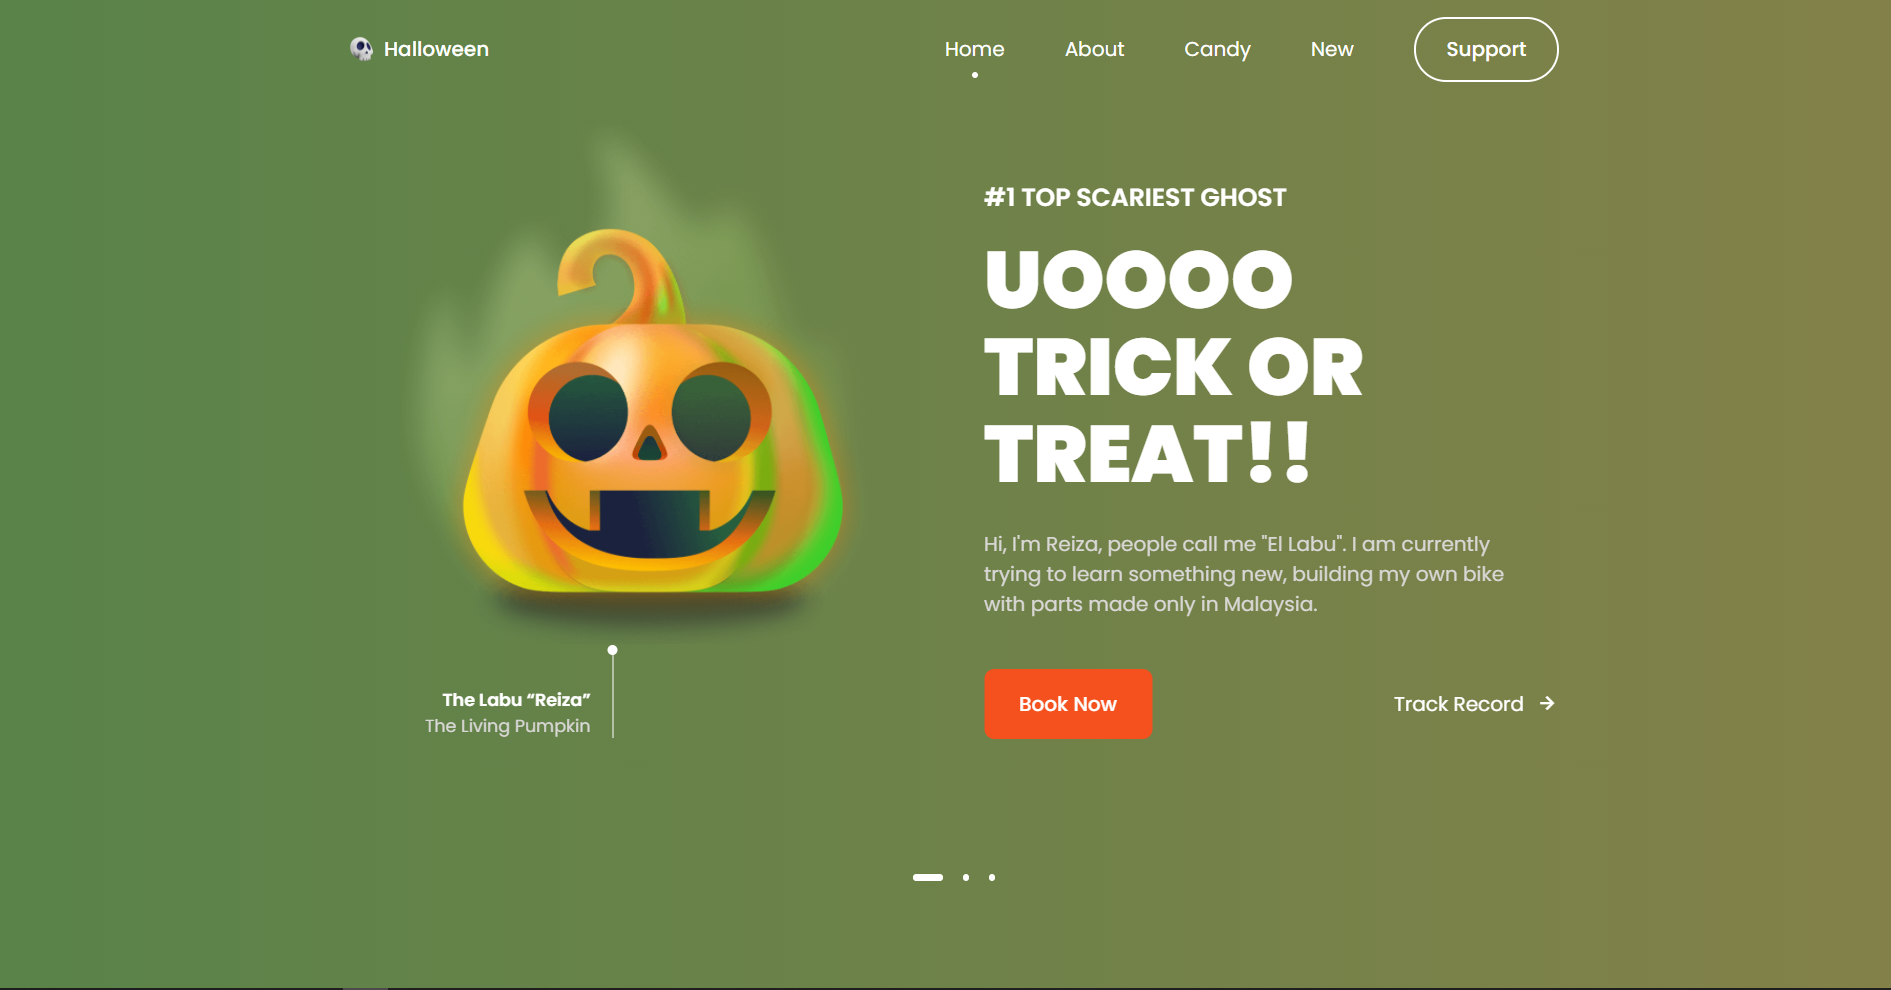 Halloween
Home
About
Candy
New
Support
#1 TOP SCARIEST GHOST
UOOOO
TRICK OR
TREAT!!
Hi, I'm Reiza, people call me "El Labu". I am currently
trying to learn something new, building my own bike
with parts made only in Malaysia.
Book Now
Track Record
The Labu “Reiza”
The Living Pumpkin